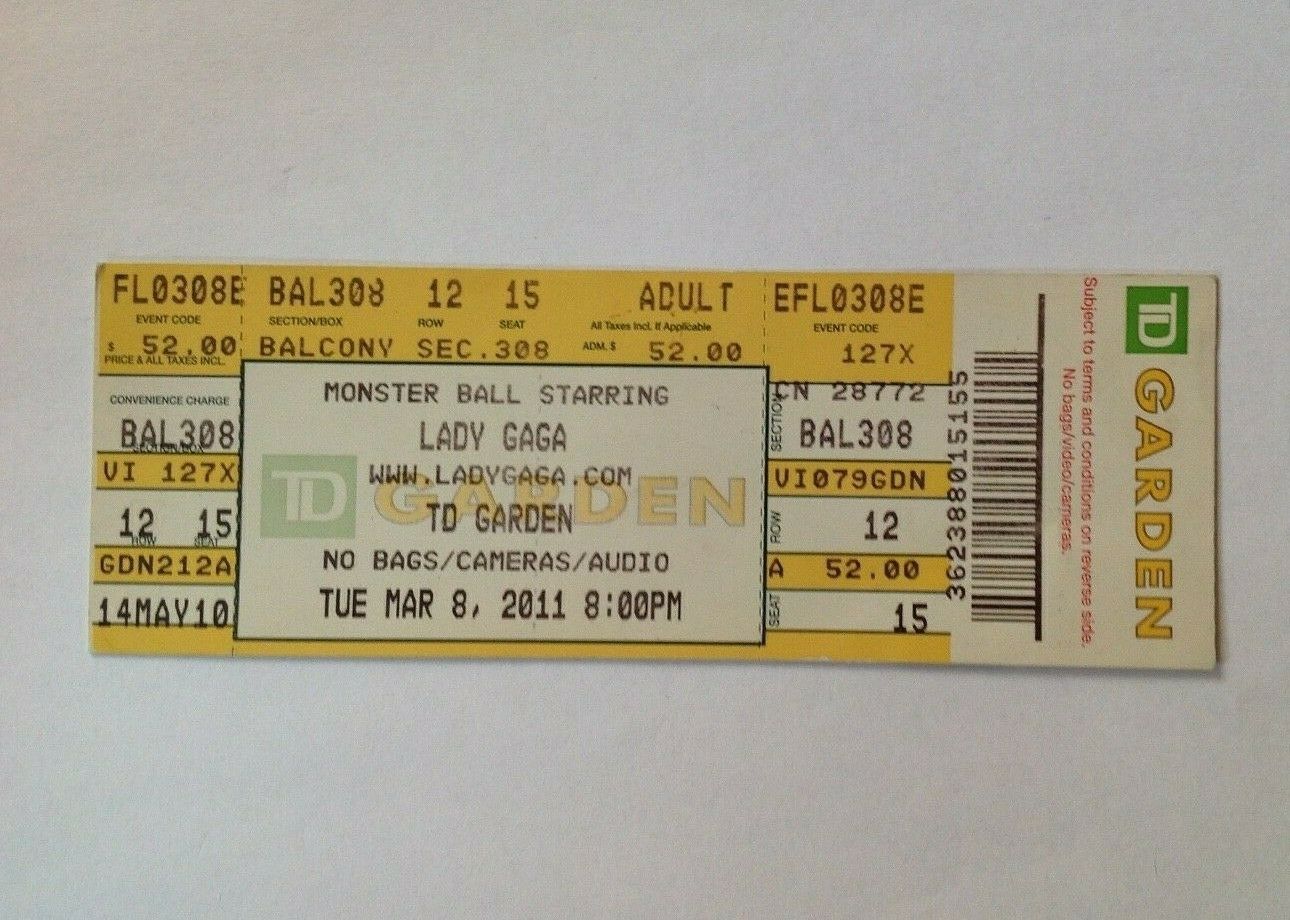 FL0308E
EVENT CODE
$ 52.00
PRICE & ALL TAXES INCL.
CONVENIENCE CHARGE
BAL308
SECTION/BOX
VI 127X
12 15
ROW SEAT
GDN212A
14MAY10
BAL308 12 15 ADULT
SECTION/BOX ROW SEAT All Taxes Incl. If Applicable
BALCONY SEC.308 ADM. $ 52.00
MONSTER BALL STARRING
LADY GAGA
WWW.LADYGAGA.COM
TD GARDEN
TD GARDEN
NO BAGS/CAMERAS/AUDIO
TUE MAR 8, 2011 8:00PM
EFL0308E
EVENT CODE
127X
CN 28772
SECTION
BAL308
VI079GDN
ROW
12
A 52.00
SEAT
15
362388015155
Subject to terms and conditions on reverse side.
No bags/video/cameras.
TD GARDEN